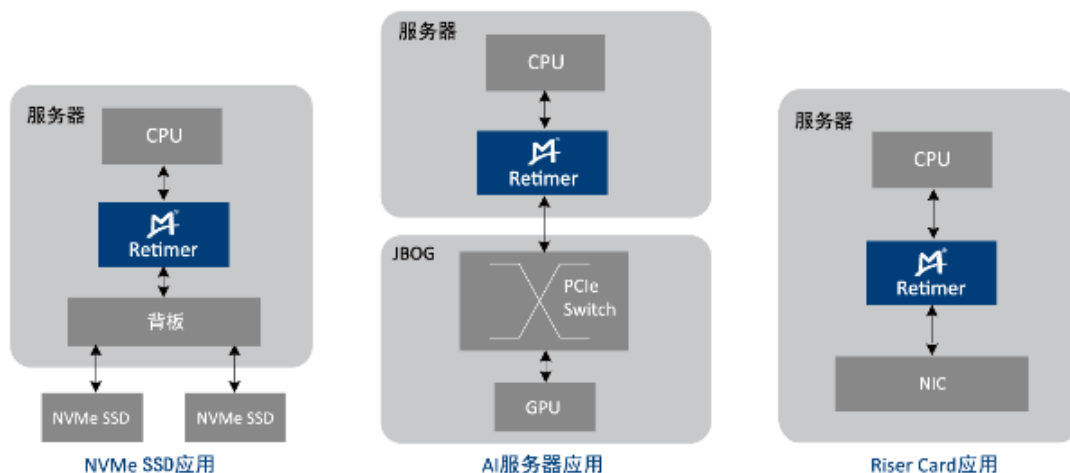 服务器
CPU
Retimer
背板
NVMe SSD
NVMe SSD
NVMe SSD应用
服务器
CPU
Retimer
JBOG
PCIe
Switch
GPU
AI服务器应用
服务器
CPU
Retimer
NIC
Riser Card应用